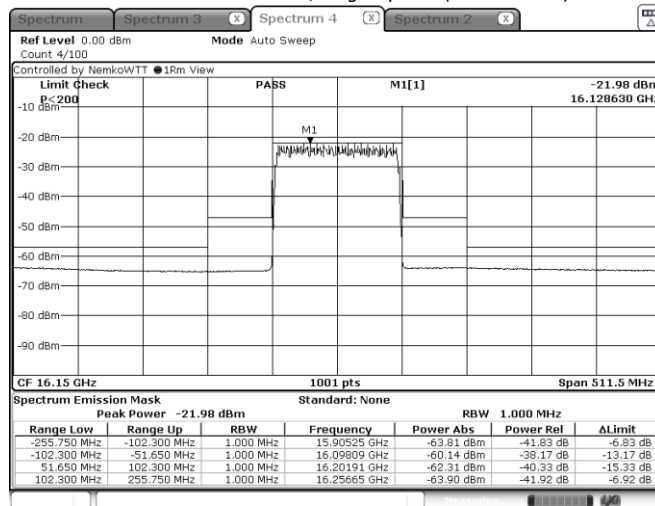 Spectrum Spectrum 3 X Spectrum 4 X Spectrum 2 X
Ref Level 0.00 dBm Mode Auto Sweep
Count 4/100
Controlled by NemkoWTT 1Rm View
Limit Check PASS M1[1] -21.98 dBm
P<200 16.128630 GHz
-10 dBm
M1
-20 dBm
-30 dBm
-40 dBm
-50 dBm
-60 dBm
-70 dBm
-80 dBm
-90 dBm
CF 16.15 GHz 1001 pts Span 511.5 MHz
Spectrum Emission Mask Standard: None
Peak Power -21.98 dBm RBW 1.000 MHz
Range Low Range Up RBW Frequency Power Abs Power Rel ΔLimit
-255.750 MHz -102.300 MHz 1.000 MHz 15.90525 GHz -63.81 dBm -41.83 dB -6.83 dB
-102.300 MHz -51.650 MHz 1.000 MHz 16.09809 GHz -60.14 dBm -38.17 dB -13.17 dB
51.650 MHz 102.300 MHz 1.000 MHz 16.20191 GHz -62.31 dBm -40.33 dB -15.33 dB
102.300 MHz 255.750 MHz 1.000 MHz 16.25665 GHz -63.90 dBm -41.92 dB -6.92 dB